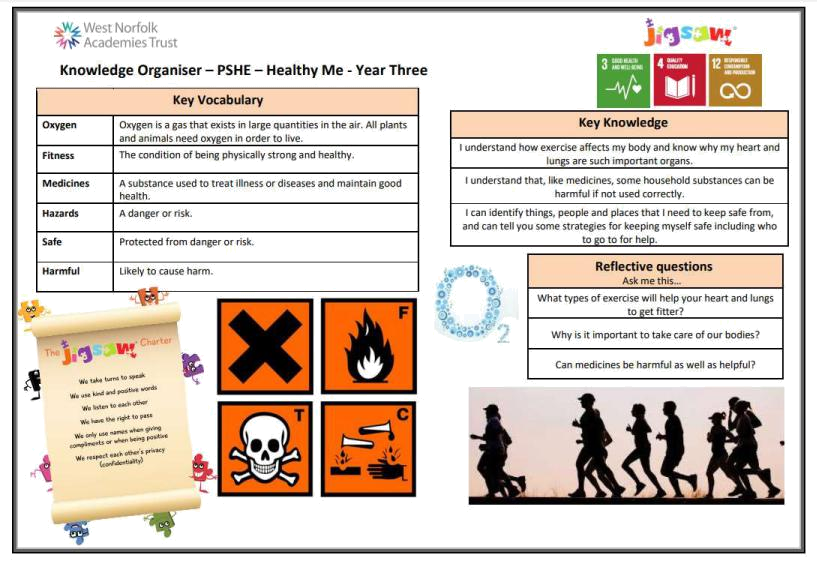 West Norfolk
Academies Trust
jigsaw
Knowledge Organiser – PSHE – Healthy Me - Year Three
3 GOOD HEALTH
AND WELL-BEING
4 QUALITY
EDUCATION
12 RESPONSIBLE
CONSUMPTION
AND PRODUCTION
Key Vocabulary
Oxygen
Oxygen is a gas that exists in large quantities in the air. All plants
and animals need oxygen in order to live.
Fitness
The condition of being physically strong and healthy.
Medicines
A substance used to treat illness or diseases and maintain good
health.
Hazards
A danger or risk.
Safe
Protected from danger or risk.
Harmful
Likely to cause harm.
Key Knowledge
I understand how exercise affects my body and know why my heart and
lungs are such important organs.
I understand that, like medicines, some household substances can be
harmful if not used correctly.
I can identify things, people and places that I need to keep safe from,
and can tell you some strategies for keeping myself safe including who
to go to for help.
Reflective questions
Ask me this…
What types of exercise will help your heart and lungs
to get fitter?
Why is it important to take care of our bodies?
Can medicines be harmful as well as helpful?
O2
The jigsaw Charter
We take turns to speak
We use kind and positive words
We listen to each other
We have the right to pass
We only use names when giving
compliments or when being positive
We respect each other's privacy
(confidentiality)
F
T
C